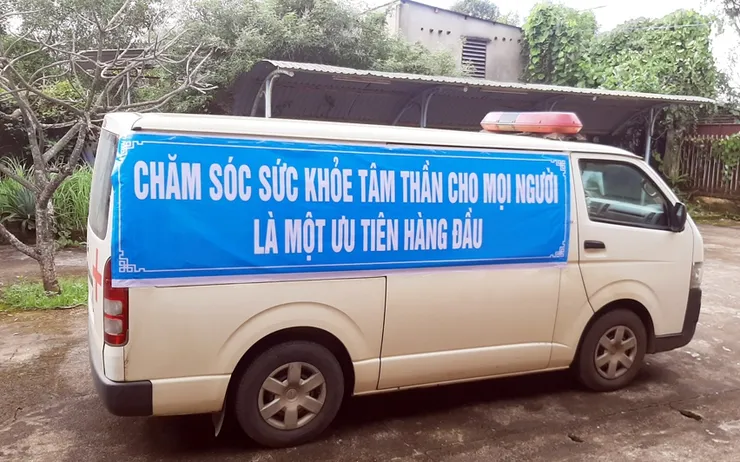 CHĂM SÓC SỨC KHỎE TÂM THẦN CHO MỌI NGƯỜI
LÀ MỘT ƯU TIÊN HÀNG ĐẦU